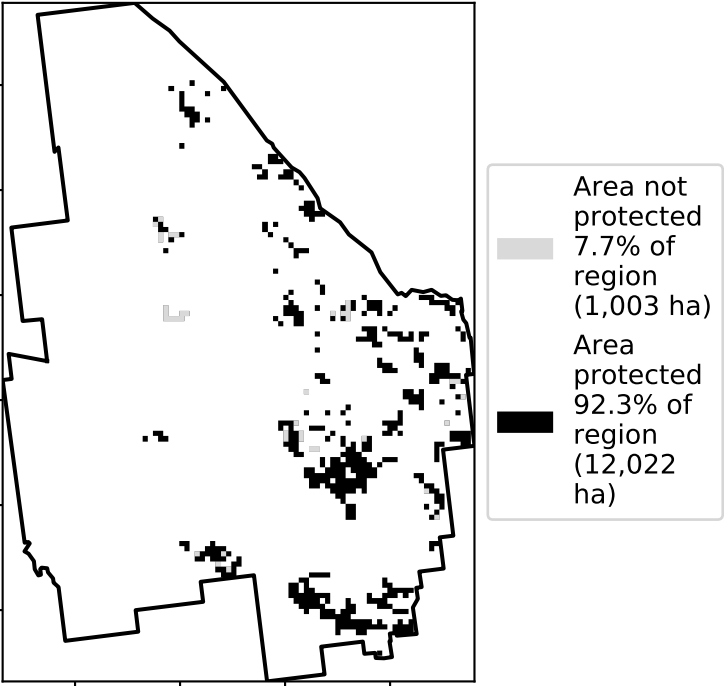 Area not
protected
7.7% of
region
(1,003 ha)
Area
protected
92.3% of
region
(12,022
ha)